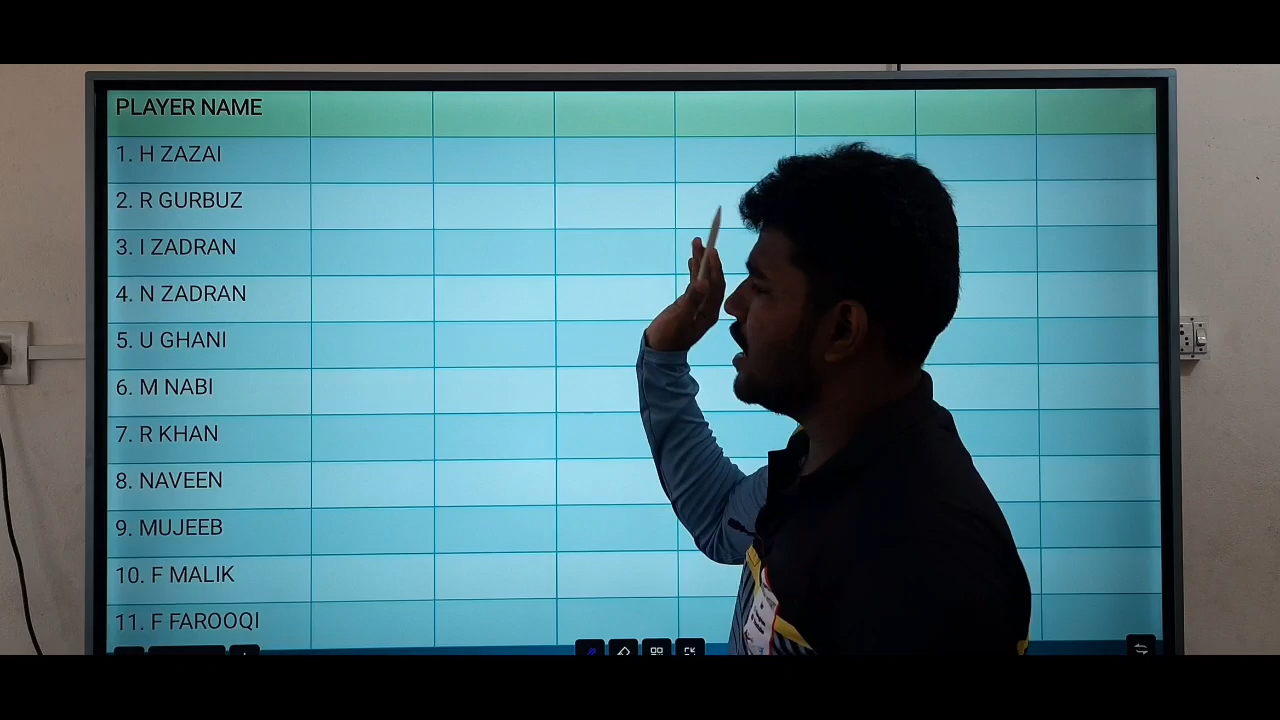 PLAYER NAME
1. H ZAZAI
2. R GURBUZ
3. I ZADRAN
4. N ZADRAN
5. U GHANI
6. M NABI
7. R KHAN
8. NAVEEN
9. MUJEEB
10. F MALIK
11. F FAROOQI